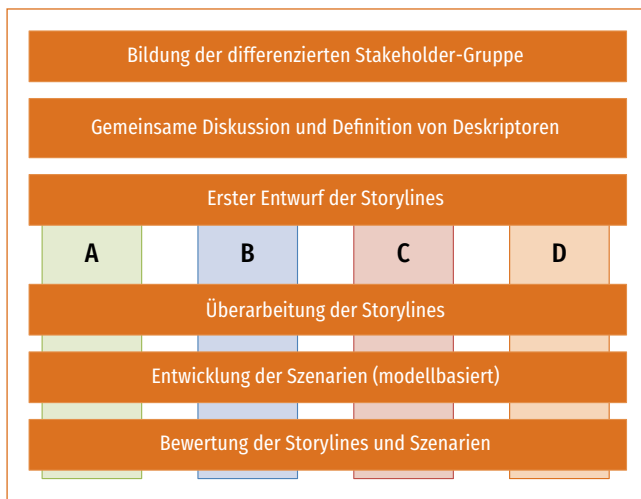 Bildung der differenzierten Stakeholder-Gruppe
Gemeinsame Diskussion und Definition von Deskriptoren
Erster Entwurf der Storylines
A B C D
Überarbeitung der Storylines
Entwicklung der Szenarien (modellbasiert)
Bewertung der Storylines und Szenarien